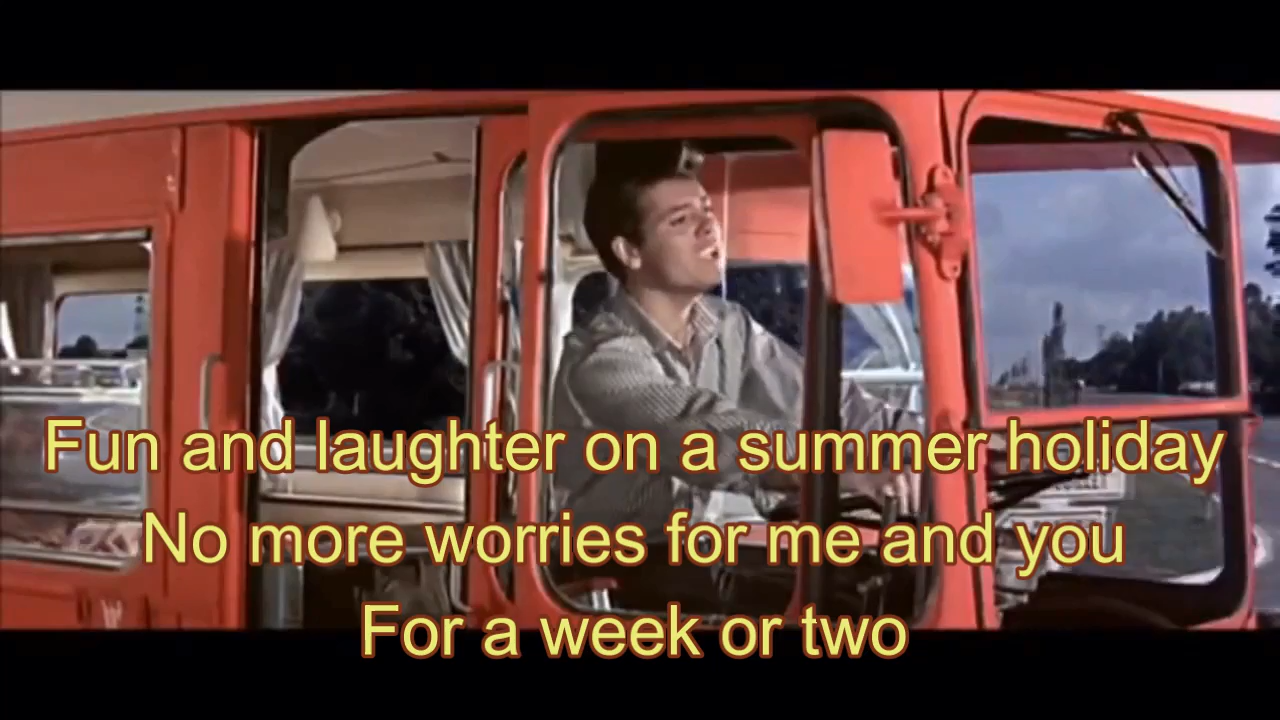 Fun and laughter on a summer holiday
No more worries for me and you
For a week or two